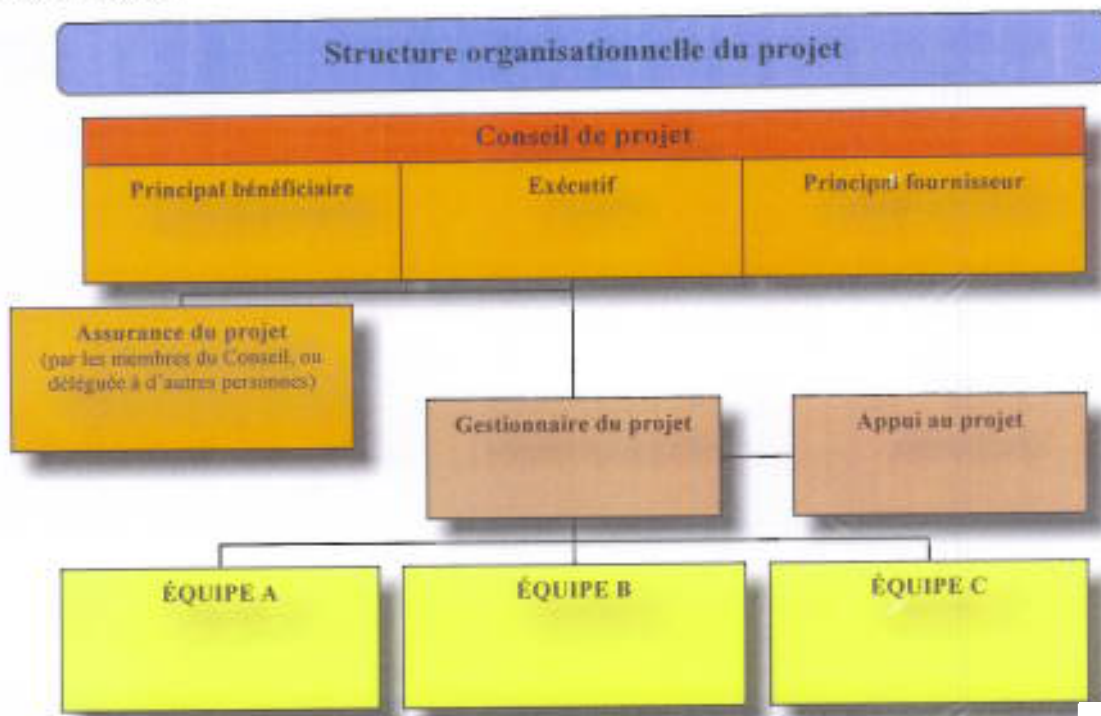 Structure organisationnelle du projet
Conseil de projet
Principal bénéficiaire
Exécutif
Principal fournisseur
Assurance du projet
(par les membres du Conseil, ou
déléguée à d'autres personnes)
Gestionnaire du projet
Appui au projet
ÉQUIPE A
ÉQUIPE B
ÉQUIPE C